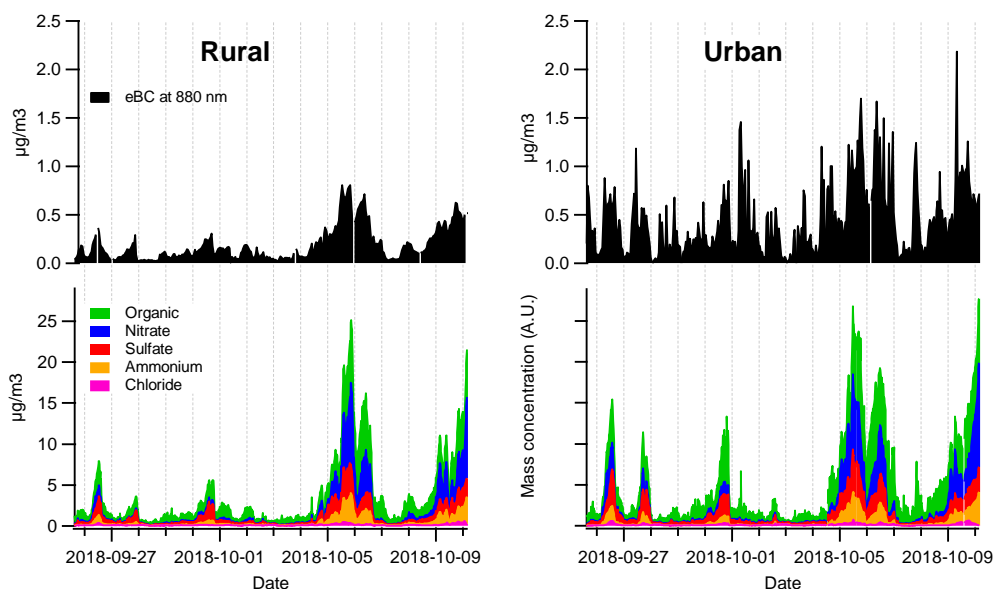 Rural
2.5
2.0
1.5
1.0
0.5
0.0
µg/m3
eBC at 880 nm
Urban
2.5
2.0
1.5
1.0
0.5
0.0
µg/m3
25
20
15
10
5
0
µg/m3
Organic
Nitrate
Sulfate
Ammonium
Chloride
2018-09-27
2018-10-01
2018-10-05
2018-10-09
Date
Mass concentration (A.U.)
2018-09-27
2018-10-01
2018-10-05
2018-10-09
Date